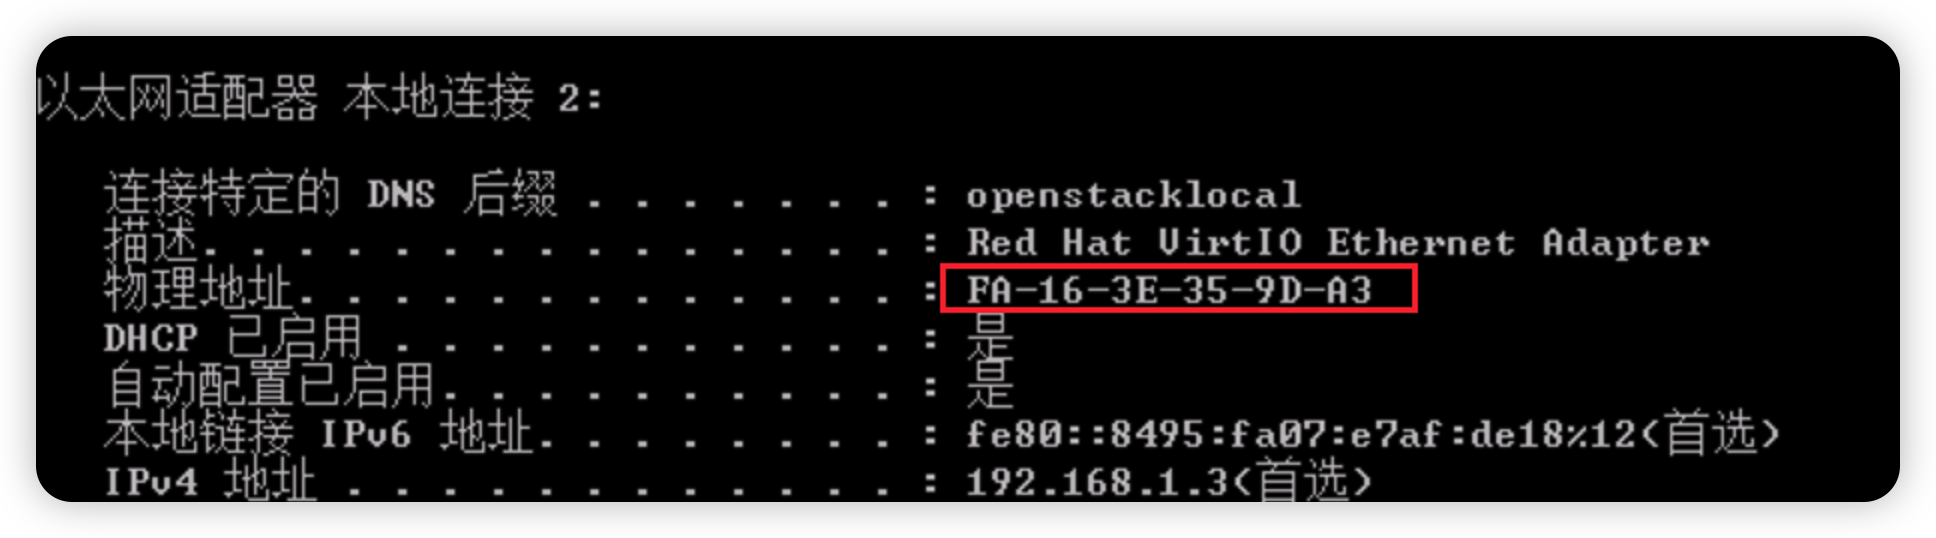 以太网适配器 本地连接 2:
连接特定的 DNS 后缀 . . . . . . . : openstacklocal
描述. . . . . . . . . . . . . . . : Red Hat VirtIO Ethernet Adapter
物理地址. . . . . . . . . . . . . : FA-16-3E-35-9D-A3
DHCP 已启用 . . . . . . . . . . . : 是
自动配置已启用. . . . . . . . . . : 是
本地链接 IPv6 地址. . . . . . . . : fe80::8495:fa07:e7af:de18%12(首选)
IPv4 地址 . . . . . . . . . . . . : 192.168.1.3(首选)